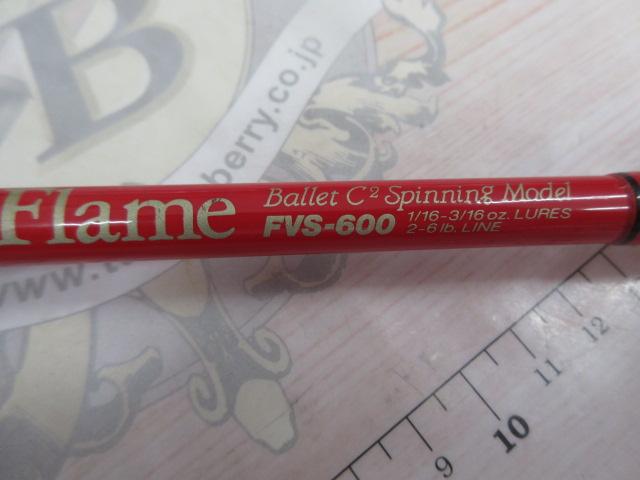 B
berry.co.jp
Flame
Ballet C² Spinning Model
FVS-600
1/16-3/16 oz. LURES
2-6 lb. LINE
www.t
9
10
11
12